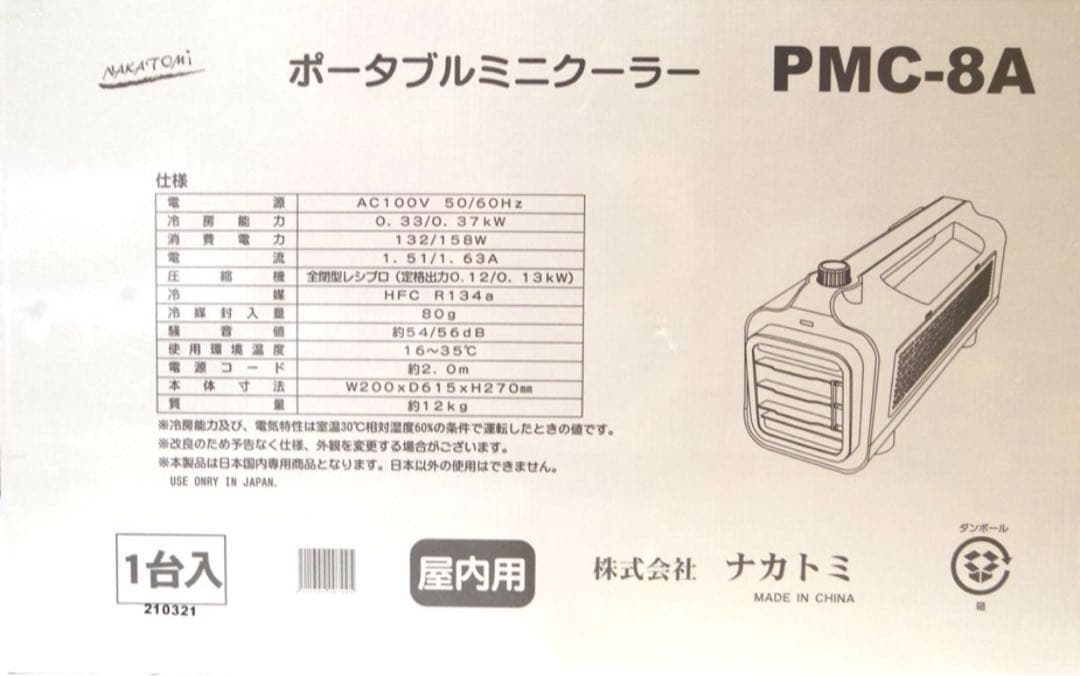 NAKATOMi ポータブルミニクーラー PMC-8A
仕様
電源 AC100V 50/60Hz
冷房能力 0.33/0.37kW
消費電力 132/158W
電流 1.51/1.63A
圧縮機 全閉型レシプロ(定格出力0.12/0.13kW)
冷媒 HFC R134a
冷媒封入量 80g
騒音値 約54/56dB
使用環境温度 16~35℃
電源コード 約2.0m
本体寸法 W200×D615×H270㎜
質量 約12kg
※冷房能力及び、電気特性は室温30℃相対湿度60%の条件で運転したときの値です。
※改良のため予告なく仕様、外観を変更する場合がございます。
※本製品は日本国内専用商品となります。日本以外の使用はできません。
USE ONRY IN JAPAN.
1台入
210321
屋内用
株式会社 ナカトミ
MADE IN CHINA
ダンボール
箱